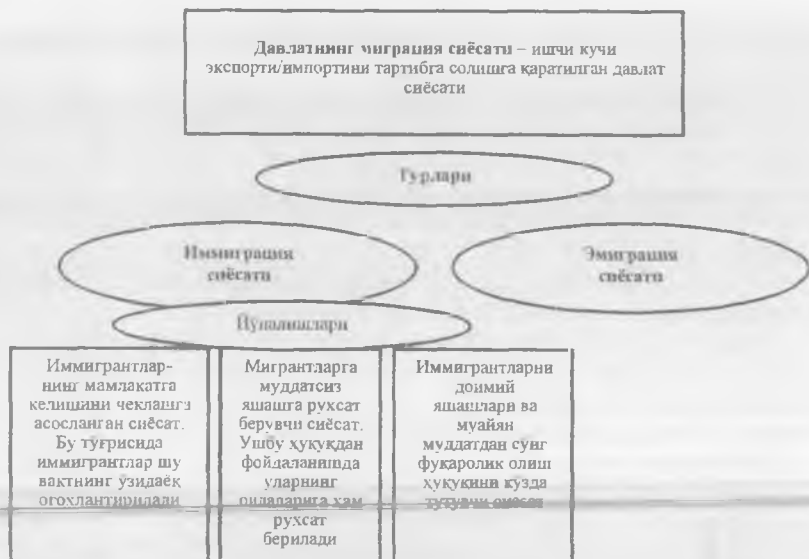 Давлатнинг миграция сиёсати – ишчи кучи
экспорти/импортини тартибга солишга қаратилган давлат
сиёсати
Турлари
Иммиграция
сиёсати
Эмиграция
сиёсати
Йўналишлари
Иммигрантлар-
нинг мамлакатга
келишини чеклашга
асосланган сиёсат.
Бу тўғрисида
иммигрантлар шу
вақтнинг ўзидаёқ
огохлантирилади
Мигрантларга
муддатсиз
яшашга рухсат
берувчи сиёсат.
Ушбу ҳуқуқдан
фойдаланишда
уларнинг
оилаларига ҳам
рухсат
берилади
Иммигрантларни
доимий
яшашлари ва
муайян
муддатдан сўнг
фуқаролик олиш
ҳуқуқини кўзда
тутувчи сиёсат